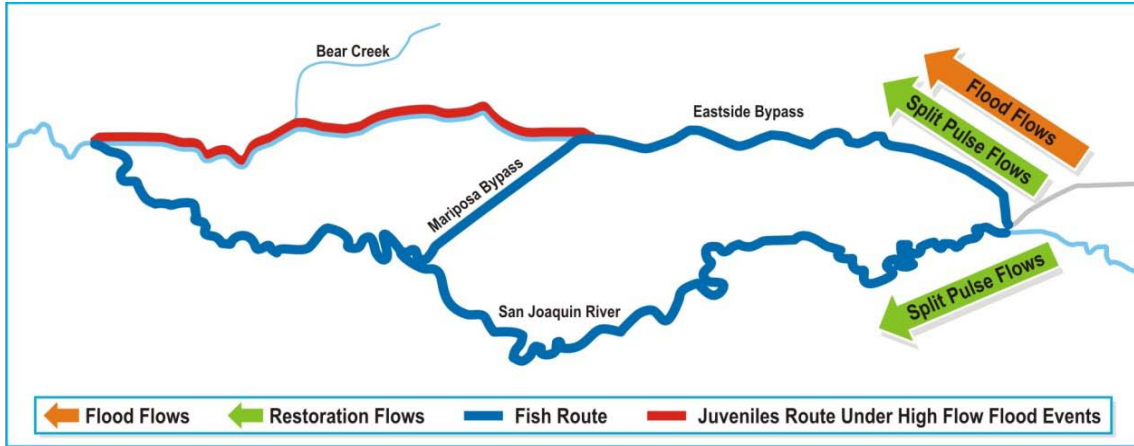 Bear Creek
Eastside Bypass
Flood Flows
Split Pulse Flows
Mariposa Bypass
San Joaquin River
Split Pulse Flows
Flood Flows
Restoration Flows
Fish Route
Juveniles Route Under High Flow Flood Events